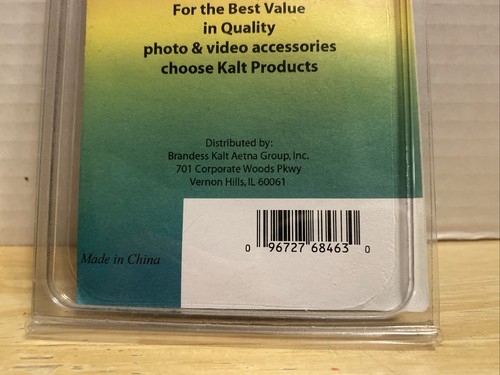 For the Best Value
in Quality
photo & video accessories
choose Kalt Products
Distributed by:
Brandess Kalt Aetna Group, Inc.
701 Corporate Woods Pkwy
Vernon Hills, IL 60061
Made in China
0 96727 68463 0